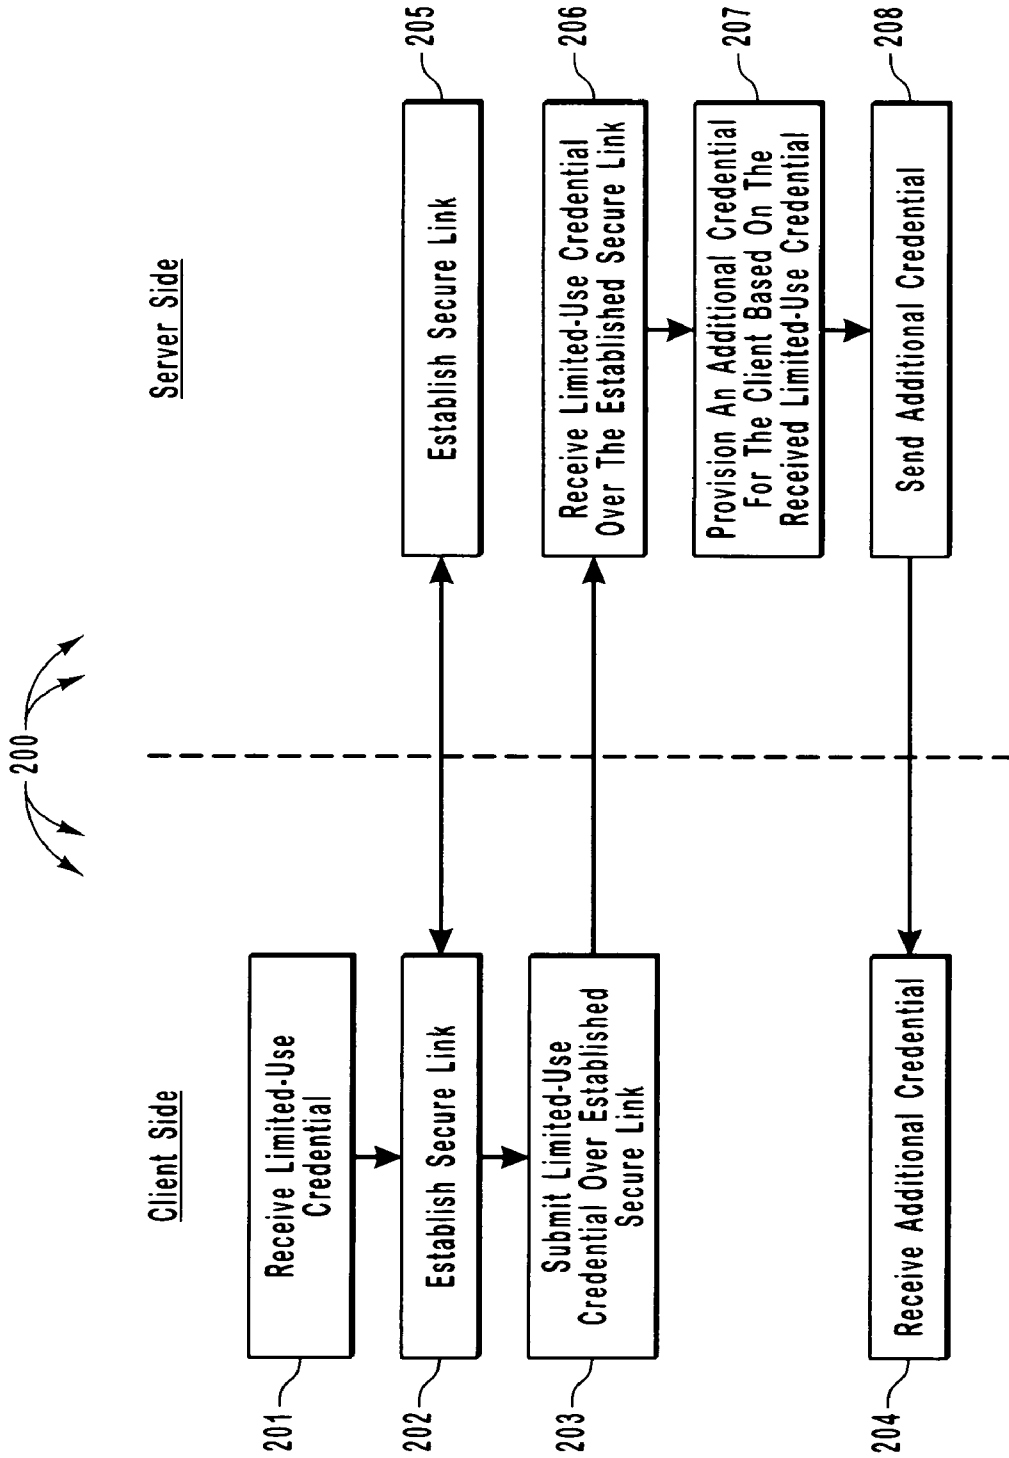 200
Client Side
Server Side
Receive Limited-Use
Credential
201
Establish Secure Link
202
Establish Secure Link
205
Submit Limited-Use
Credential Over Established
Secure Link
203
Receive Limited-Use Credential
Over The Established Secure Link
206
Provision An Additional Credential
For The Client Based On The
Received Limited-Use Credential
207
Receive Additional Credential
204
Send Additional Credential
208